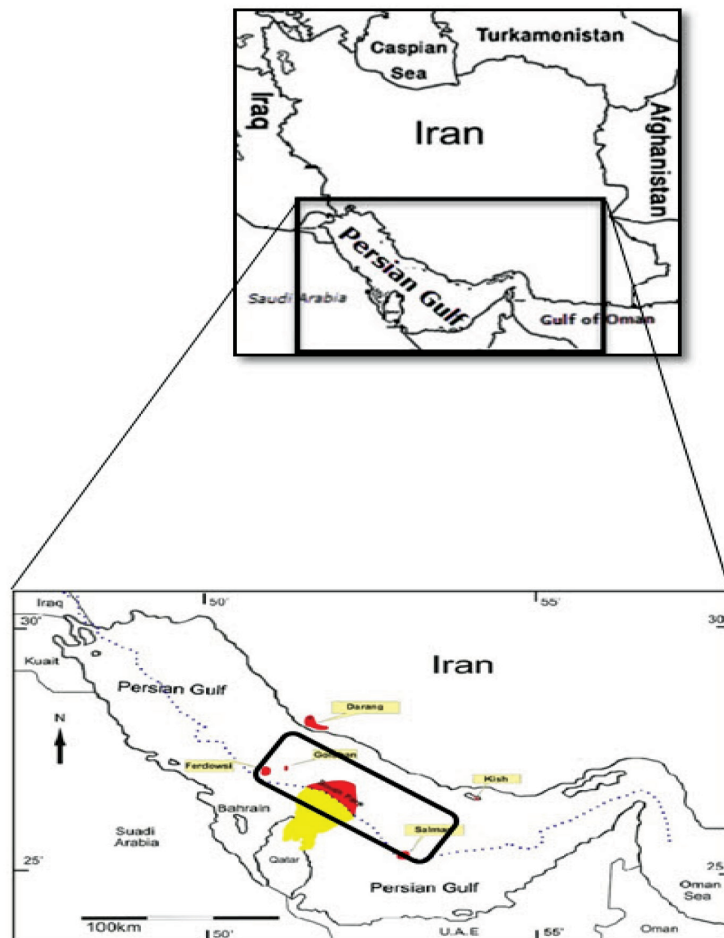 Caspian
Sea
Turkamenistan
Iraq
Iran
Afghanistan
Persian Gulf
Saudi Arabia
Gulf of Oman
50'
55'
Iraq
30'
30
Kuait
Iran
Persian Gulf
Darang
N
Ferdowsi
Golshan
Kish
Bahrain
South Pars
Suadi
Arabia
Salman
Qatar
25'
25'
Persian Gulf
Oman
Sea
100km
50'
U.A.E
55'
Oman